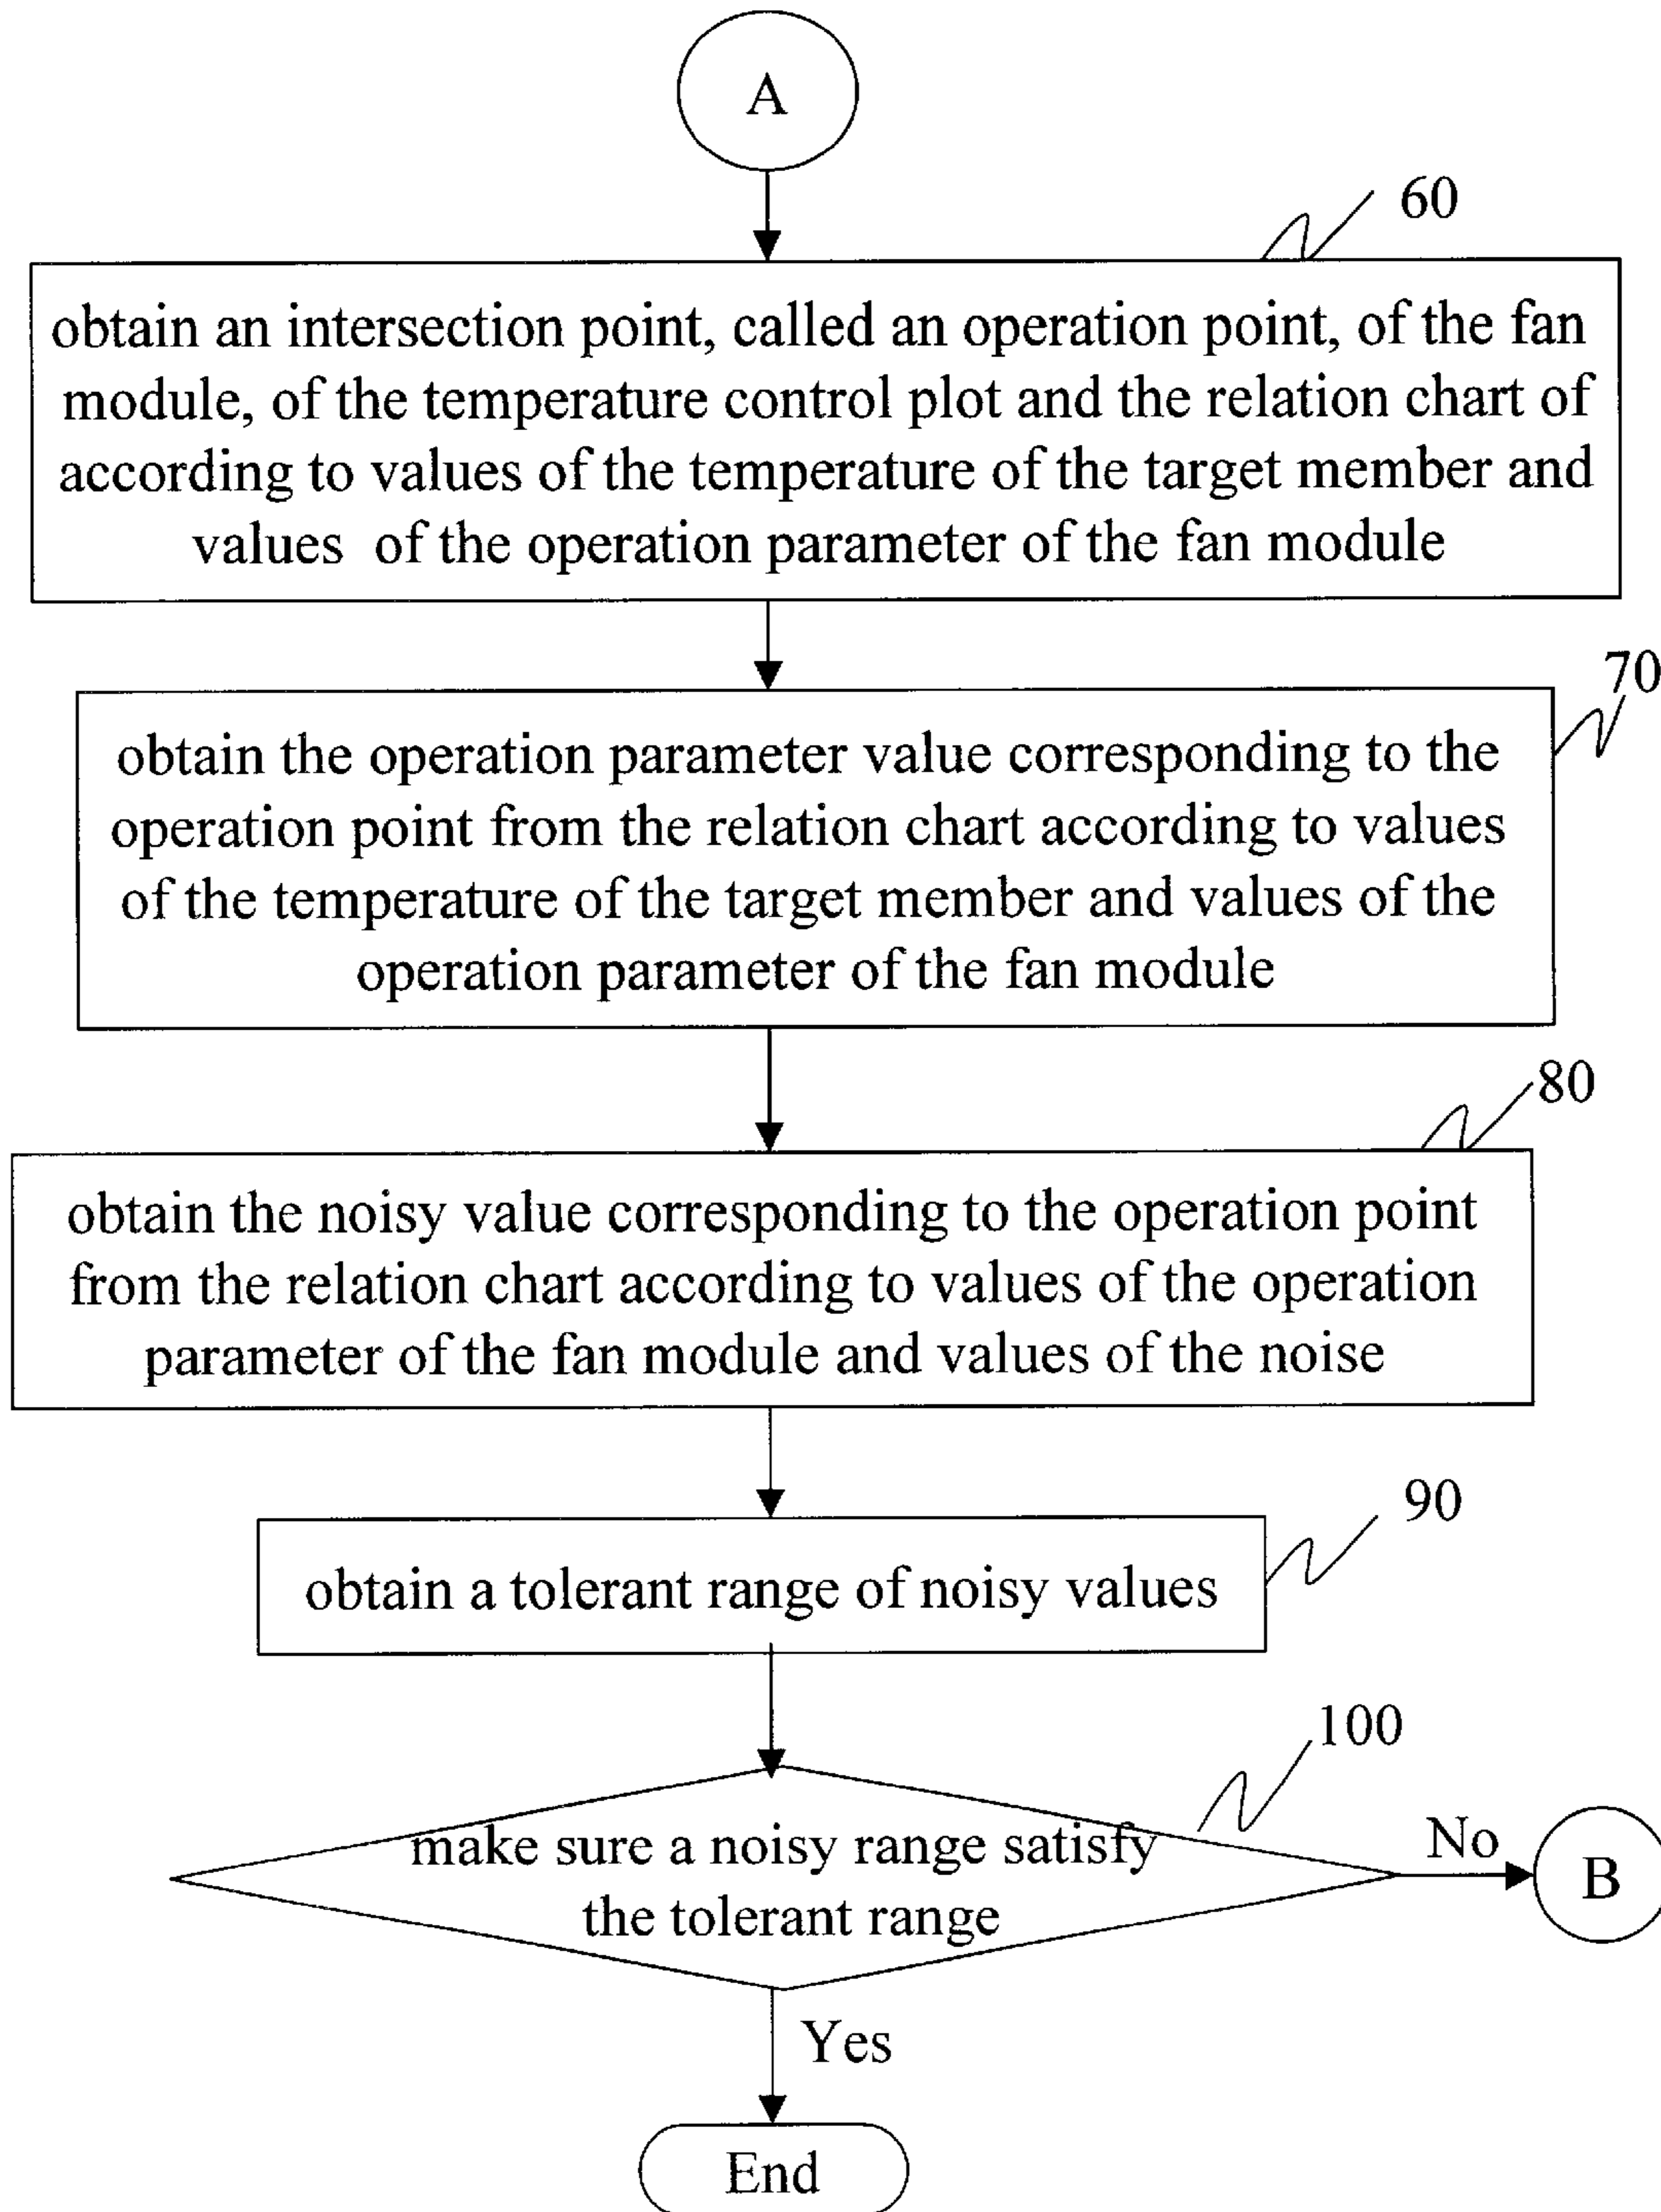 A
60
obtain an intersection point, called an operation point, of the fan
module, of the temperature control plot and the relation chart of
according to values of the temperature of the target member and
values of the operation parameter of the fan module
70
obtain the operation parameter value corresponding to the
operation point from the relation chart according to values
of the temperature of the target member and values of the
operation parameter of the fan module
80
obtain the noisy value corresponding to the operation point
from the relation chart according to values of the operation
parameter of the fan module and values of the noise
90
obtain a tolerant range of noisy values
100
make sure a noisy range satisfy
the tolerant range
No
B
Yes
End